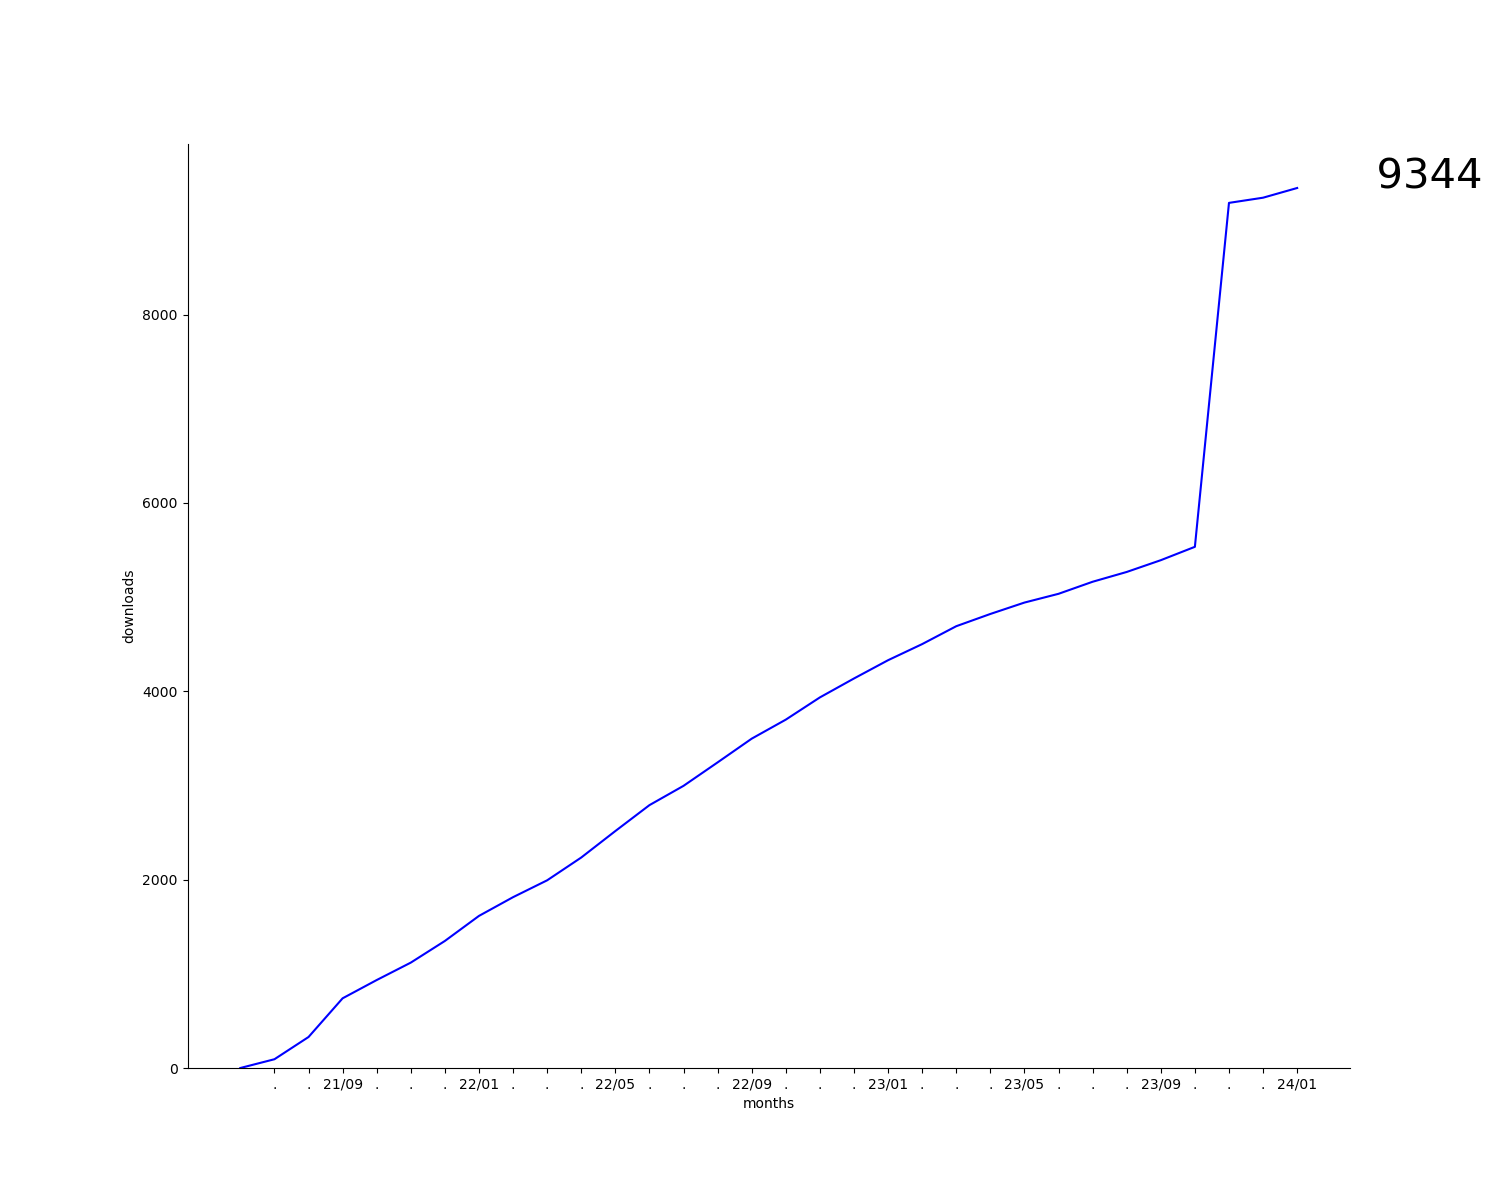 9344
8000
6000
4000
2000
0
downloads
. . 21/09 . . . 22/01 . . . 22/05 . . . 22/09 . . . 23/01 . . . 23/05 . . . 23/09 . . . 24/01
months